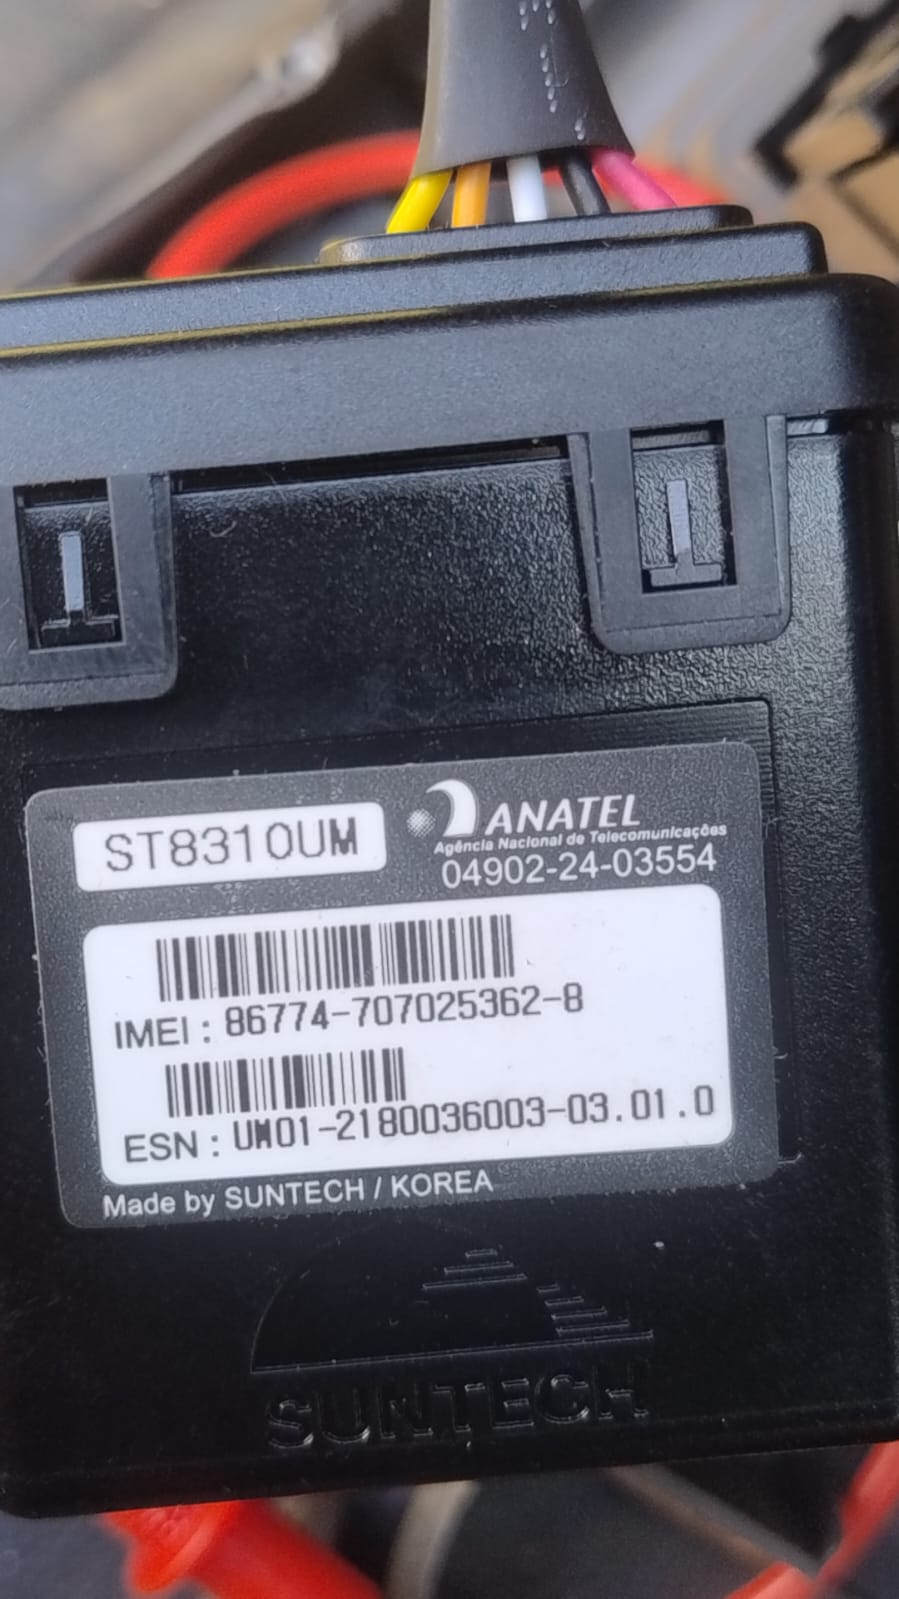 ST8310UM
ANATEL
Agência Nacional de Telecomunicações
04902-24-03554
IMEI : 86774-707025362-8
ESN : UM01-2180036003-03.01.0
Made by SUNTECH / KOREA
SUNTECH